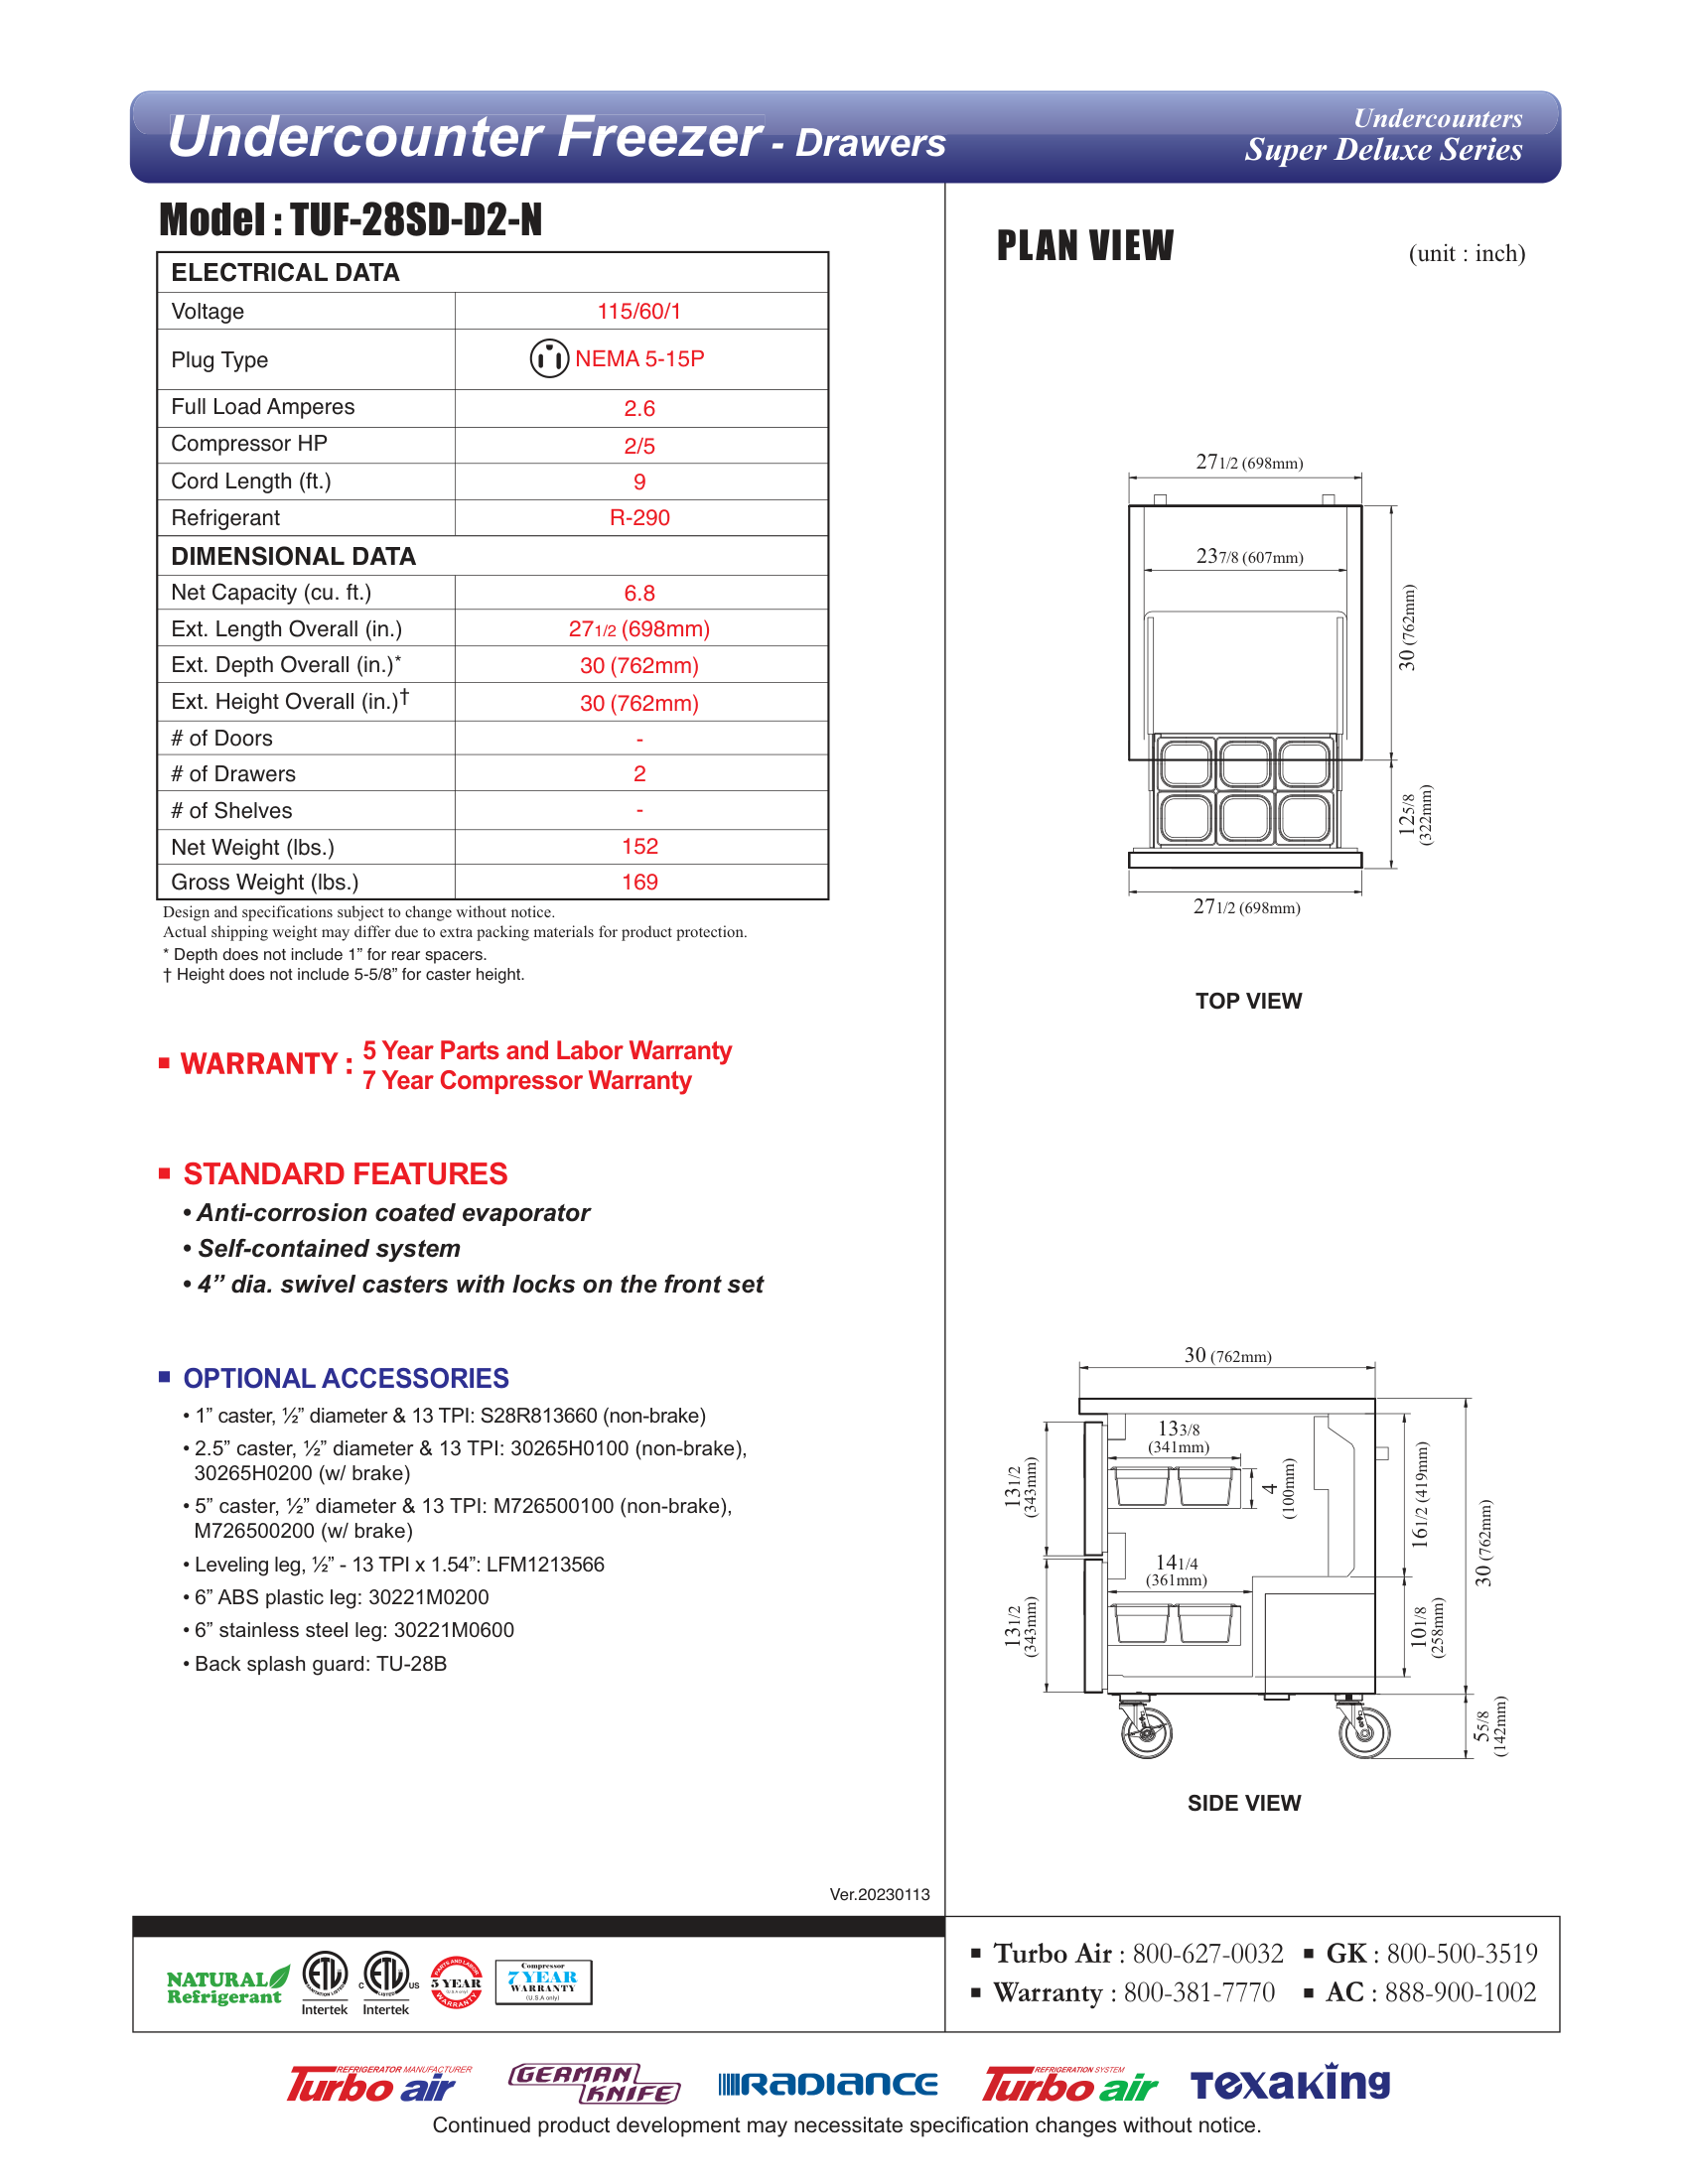 Undercounter Freezer - Drawers
Undercounters
Super Deluxe Series
Model : TUF-28SD-D2-N
ELECTRICAL DATA
Voltage 115/60/1
Plug Type NEMA 5-15P
Full Load Amperes 2.6
Compressor HP 2/5
Cord Length (ft.) 9
Refrigerant R-290
DIMENSIONAL DATA
Net Capacity (cu. ft.) 6.8
Ext. Length Overall (in.) 27 1/2 (698mm)
Ext. Depth Overall (in.)* 30 (762mm)
Ext. Height Overall (in.)† 30 (762mm)
# of Doors -
# of Drawers 2
# of Shelves -
Net Weight (lbs.) 152
Gross Weight (lbs.) 169
Design and specifications subject to change without notice.
Actual shipping weight may differ due to extra packing materials for product protection.
* Depth does not include 1” for rear spacers.
† Height does not include 5-5/8” for caster height.
▪ WARRANTY : 5 Year Parts and Labor Warranty
7 Year Compressor Warranty
▪ STANDARD FEATURES
• Anti-corrosion coated evaporator
• Self-contained system
• 4” dia. swivel casters with locks on the front set
▪ OPTIONAL ACCESSORIES
• 1” caster, ½” diameter & 13 TPI: S28R813660 (non-brake)
• 2.5” caster, ½” diameter & 13 TPI: 30265H0100 (non-brake),
30265H0200 (w/ brake)
• 5” caster, ½” diameter & 13 TPI: M726500100 (non-brake),
M726500200 (w/ brake)
• Leveling leg, ½” - 13 TPI x 1.54”: LFM1213566
• 6” ABS plastic leg: 30221M0200
• 6” stainless steel leg: 30221M0600
• Back splash guard: TU-28B
Ver.20230113
PLAN VIEW
(unit : inch)
27 1/2 (698mm)
23 7/8 (607mm)
30 (762mm)
12 5/8
(322mm)
27 1/2 (698mm)
TOP VIEW
30 (762mm)
13 3/8
(341mm)
4
(100mm)
13 1/2
(343mm)
16 1/2 (419mm)
30 (762mm)
14 1/4
(361mm)
13 1/2
(343mm)
10 1/8
(258mm)
5 5/8
(142mm)
SIDE VIEW
NATURAL
Refrigerant
ETL
SANITATION LISTED
Intertek
C ETL US
LISTED
Intertek
PARTS AND LABOR
5 YEAR
(U.S.A only)
WARRANTY
Compressor
7 YEAR
WARRANTY
(U.S.A only)
▪ Turbo Air : 800-627-0032 ▪ GK : 800-500-3519
▪ Warranty : 800-381-7770 ▪ AC : 888-900-1002
REFRIGERATOR MANUFACTURER
Turbo air
GERMAN
KNIFE
RADIANCE
REFRIGERATION SYSTEM
Turbo air
TEXAKING
Continued product development may necessitate specification changes without notice.